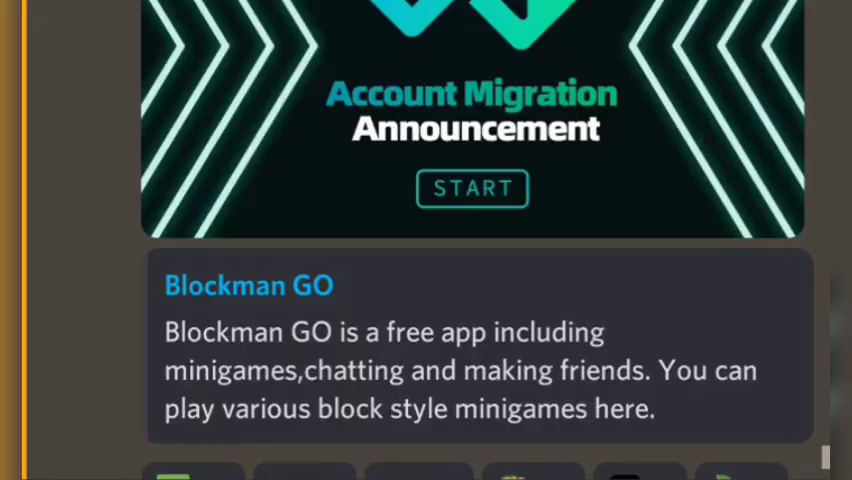 Account Migration
Announcement
START
Blockman GO
Blockman GO is a free app including
minigames,chatting and making friends. You can
play various block style minigames here.